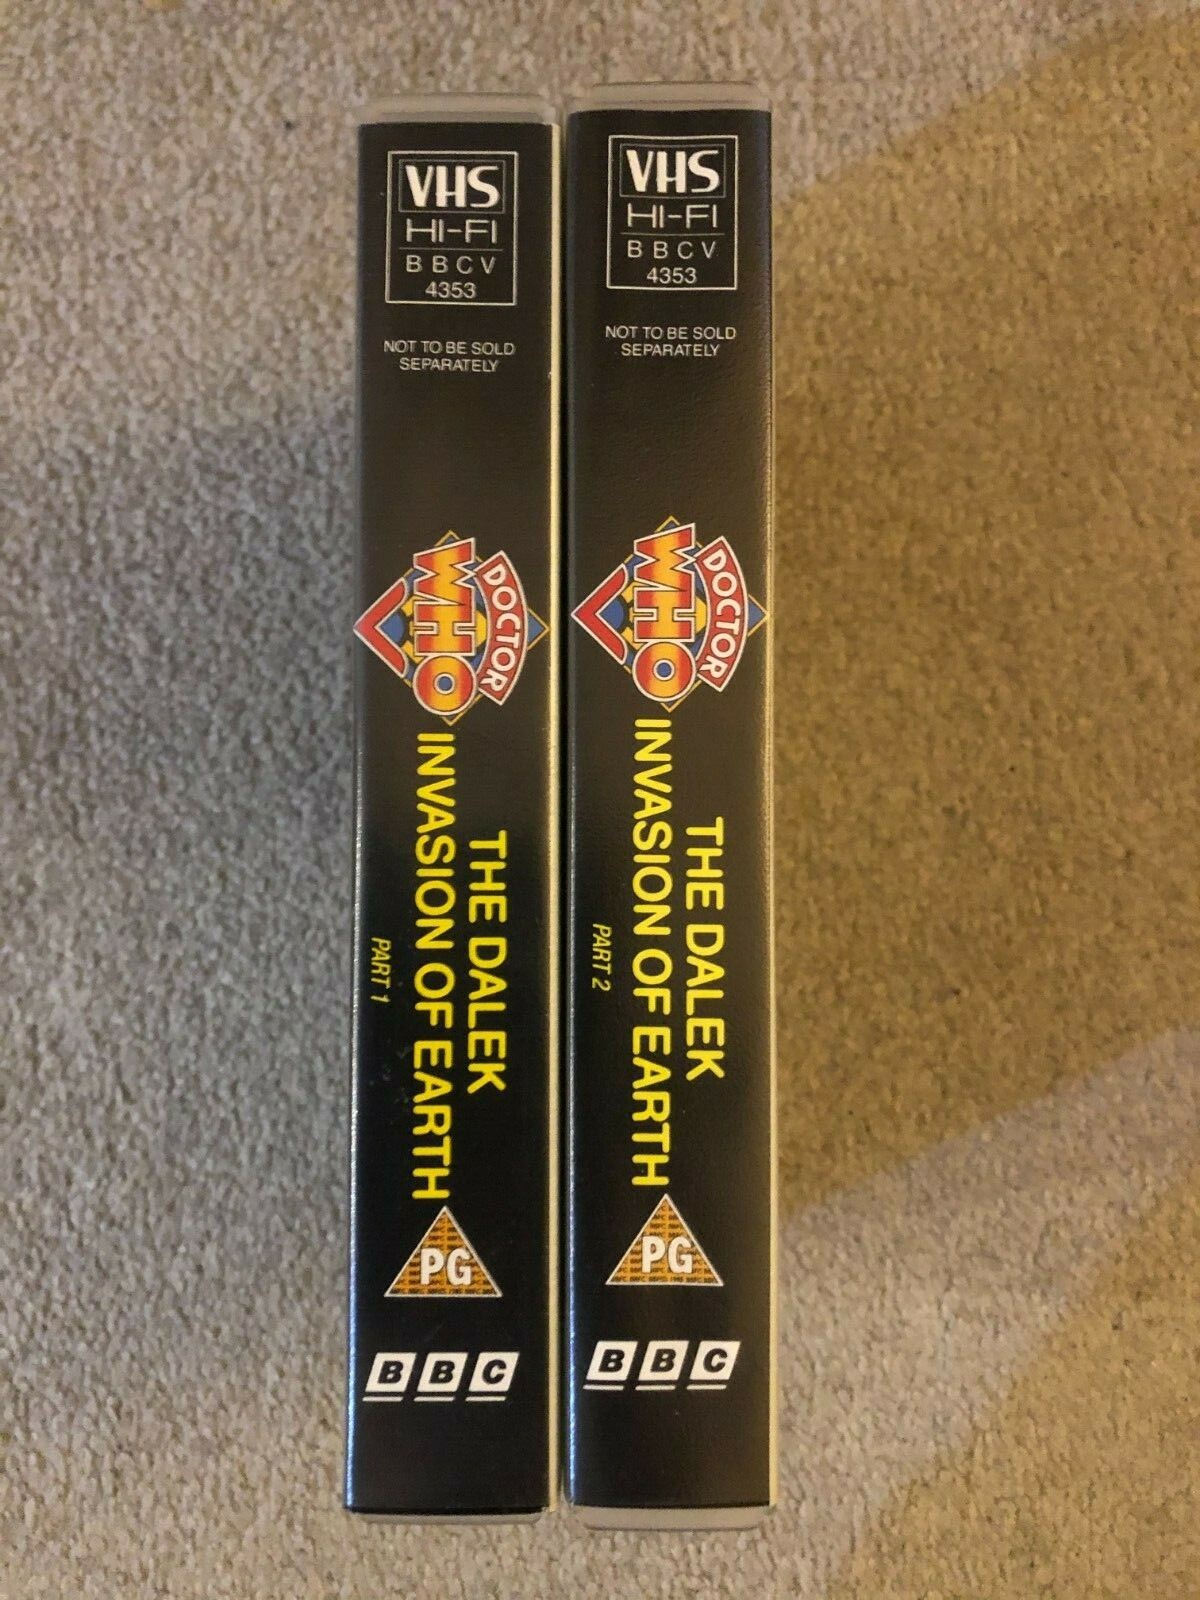 VHS
HI-FI
BBCV
4353
NOT TO BE SOLD
SEPARATELY
DOCTOR
WHO
THE DALEK
INVASION OF EARTH
PART 1
PG
BBC
VHS
HI-FI
BBCV
4353
NOT TO BE SOLD
SEPARATELY
DOCTOR
WHO
THE DALEK
INVASION OF EARTH
PART 2
PG
BBC